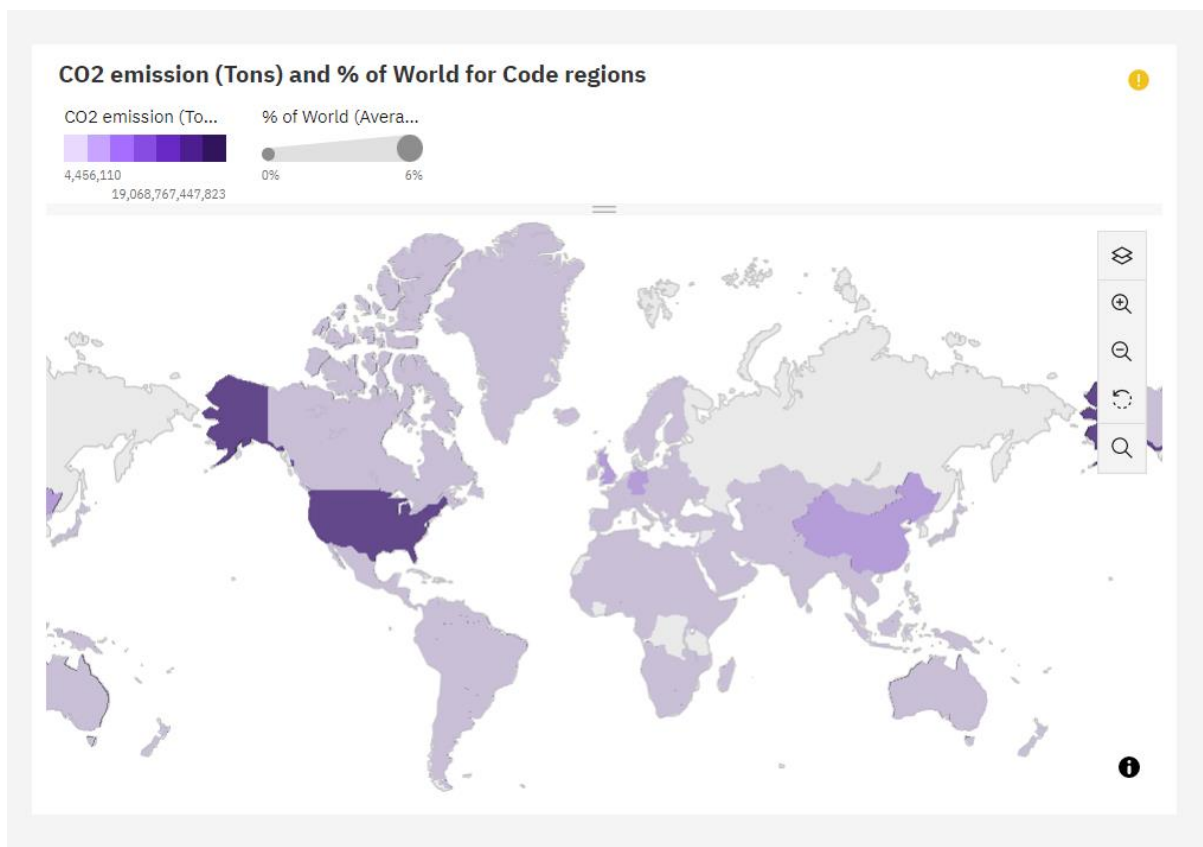 CO2 emission (Tons) and % of World for Code regions
CO2 emission (To...
% of World (Avera...
4,456,110
19,068,767,447,823
0%
6%